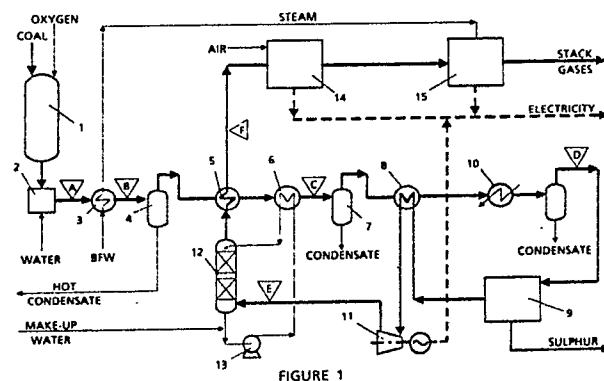 OXYGEN
COAL
STEAM
AIR
14
15
STACK
GASES
ELECTRICITY
1
F
2
A
B
5
6
C
8
10
D
3
4
7
WATER
BFW
12
CONDENSATE
CONDENSATE
HOT
CONDENSATE
E
11
9
MAKE-UP
WATER
13
SULPHUR
FIGURE 1